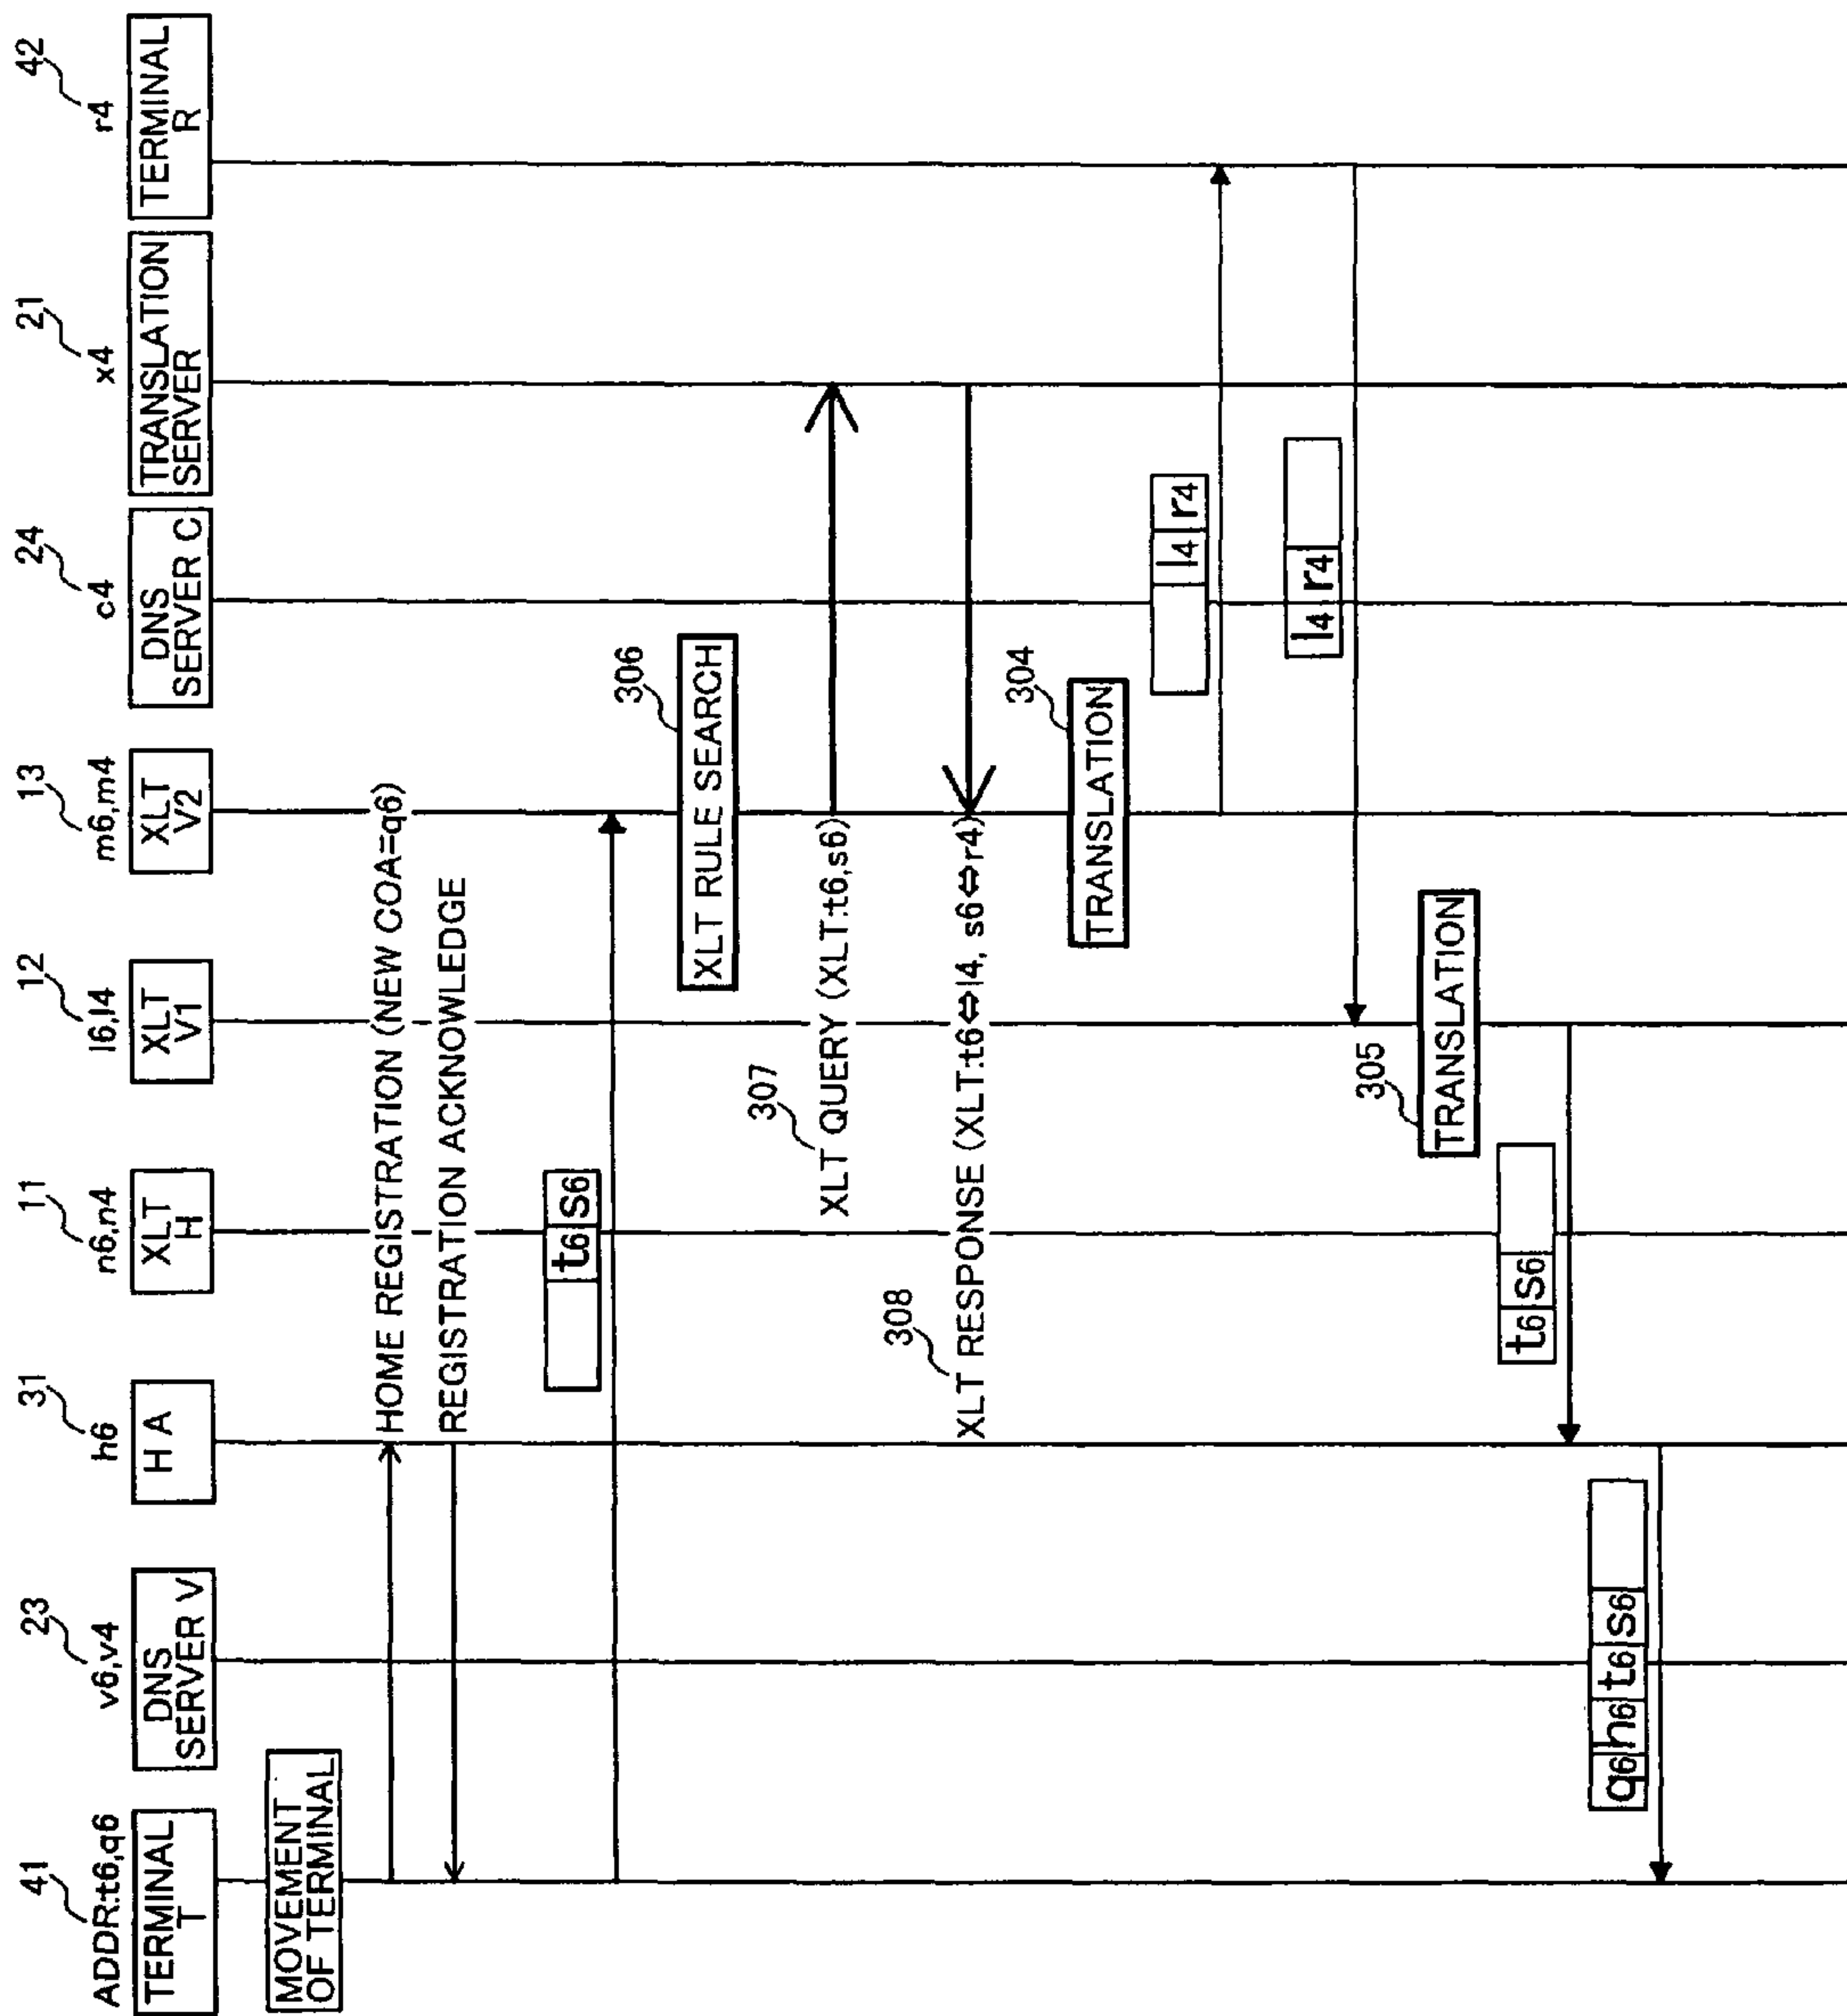 41
ADDR:t6,q6
TERMINAL
T
23
v6,v4
DNS
SERVER V
31
h6
H A
11
n6,n4
XLT
H
12
l6,l4
XLT
V1
13
m6,m4
XLT
V2
24
c4
DNS
SERVER C
21
x4
TRANSLATION
SERVER
42
r4
TERMINAL
R
MOVEMENT
OF TERMINAL
HOME REGISTRATION (NEW COA=q6)
REGISTRATION ACKNOWLEDGE
t6 s6
306
XLT RULE SEARCH
307
XLT QUERY (XLT:t6,s6)
308
XLT RESPONSE (XLT:t6⇔l4, s6⇔r4)
304
TRANSLATION
l4 r4
l4 r4
305
TRANSLATION
t6 s6
q6 h6 t6 s6